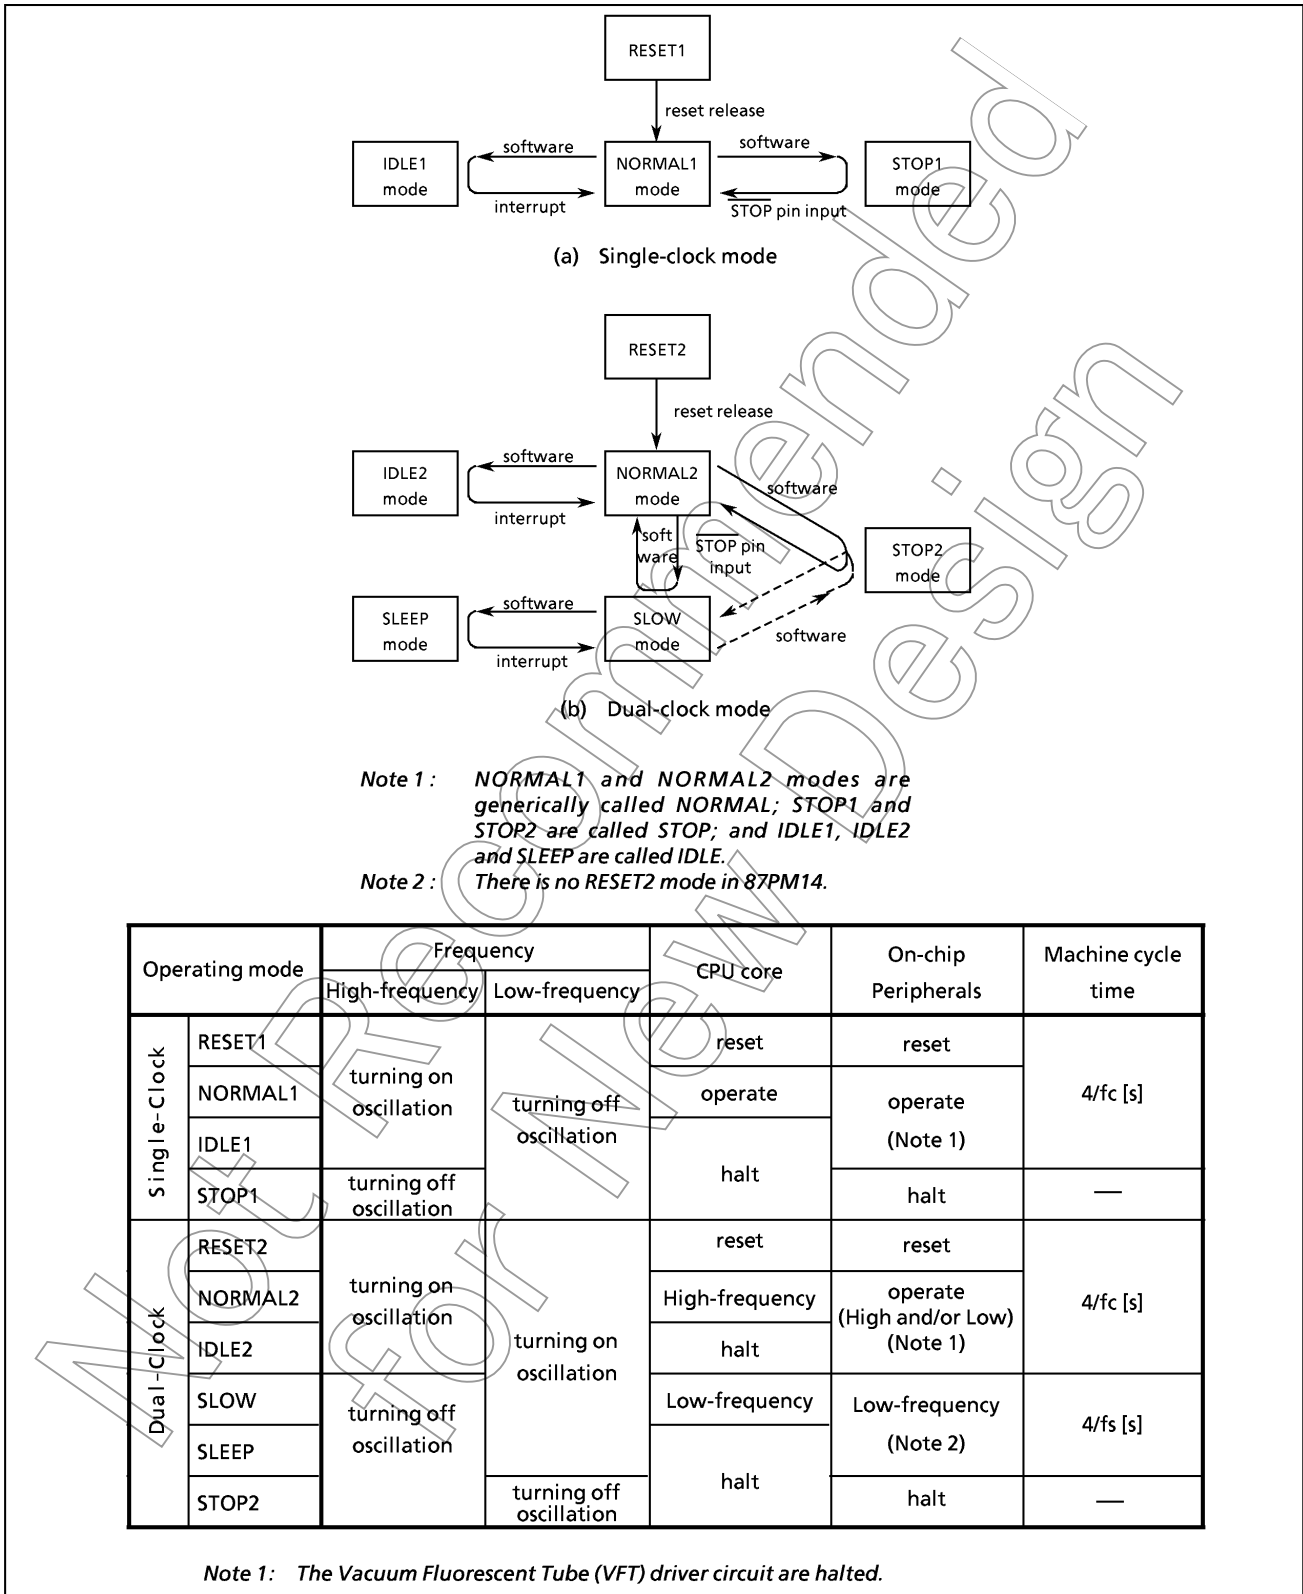 RESET1
reset release
software
software
IDLE1
mode
NORMAL1
mode
STOP1
mode
interrupt
STOP pin input
(a) Single-clock mode
RESET2
reset release
software
IDLE2
mode
NORMAL2
mode
software
interrupt
soft
ware
STOP pin
input
STOP2
mode
software
SLEEP
mode
SLOW
mode
software
interrupt
(b) Dual-clock mode
Note 1 : NORMAL1 and NORMAL2 modes are
generically called NORMAL; STOP1 and
STOP2 are called STOP; and IDLE1, IDLE2
and SLEEP are called IDLE.
Note 2 : There is no RESET2 mode in 87PM14.
Operating mode
Frequency
High-frequency
Low-frequency
CPU core
On-chip
Peripherals
Machine cycle
time
Single-Clock
RESET1
NORMAL1
IDLE1
STOP1
turning on
oscillation
turning off
oscillation
turning off
oscillation
reset
operate
halt
reset
operate
(Note 1)
halt
4/fc [s]
—
Dual-Clock
RESET2
NORMAL2
IDLE2
SLOW
SLEEP
STOP2
turning on
oscillation
turning off
oscillation
turning on
oscillation
turning off
oscillation
reset
High-frequency
halt
Low-frequency
halt
reset
operate
(High and/or Low)
(Note 1)
Low-frequency
(Note 2)
halt
4/fc [s]
4/fs [s]
—
Note 1: The Vacuum Fluorescent Tube (VFT) driver circuit are halted.
Not Recommended
for New Design